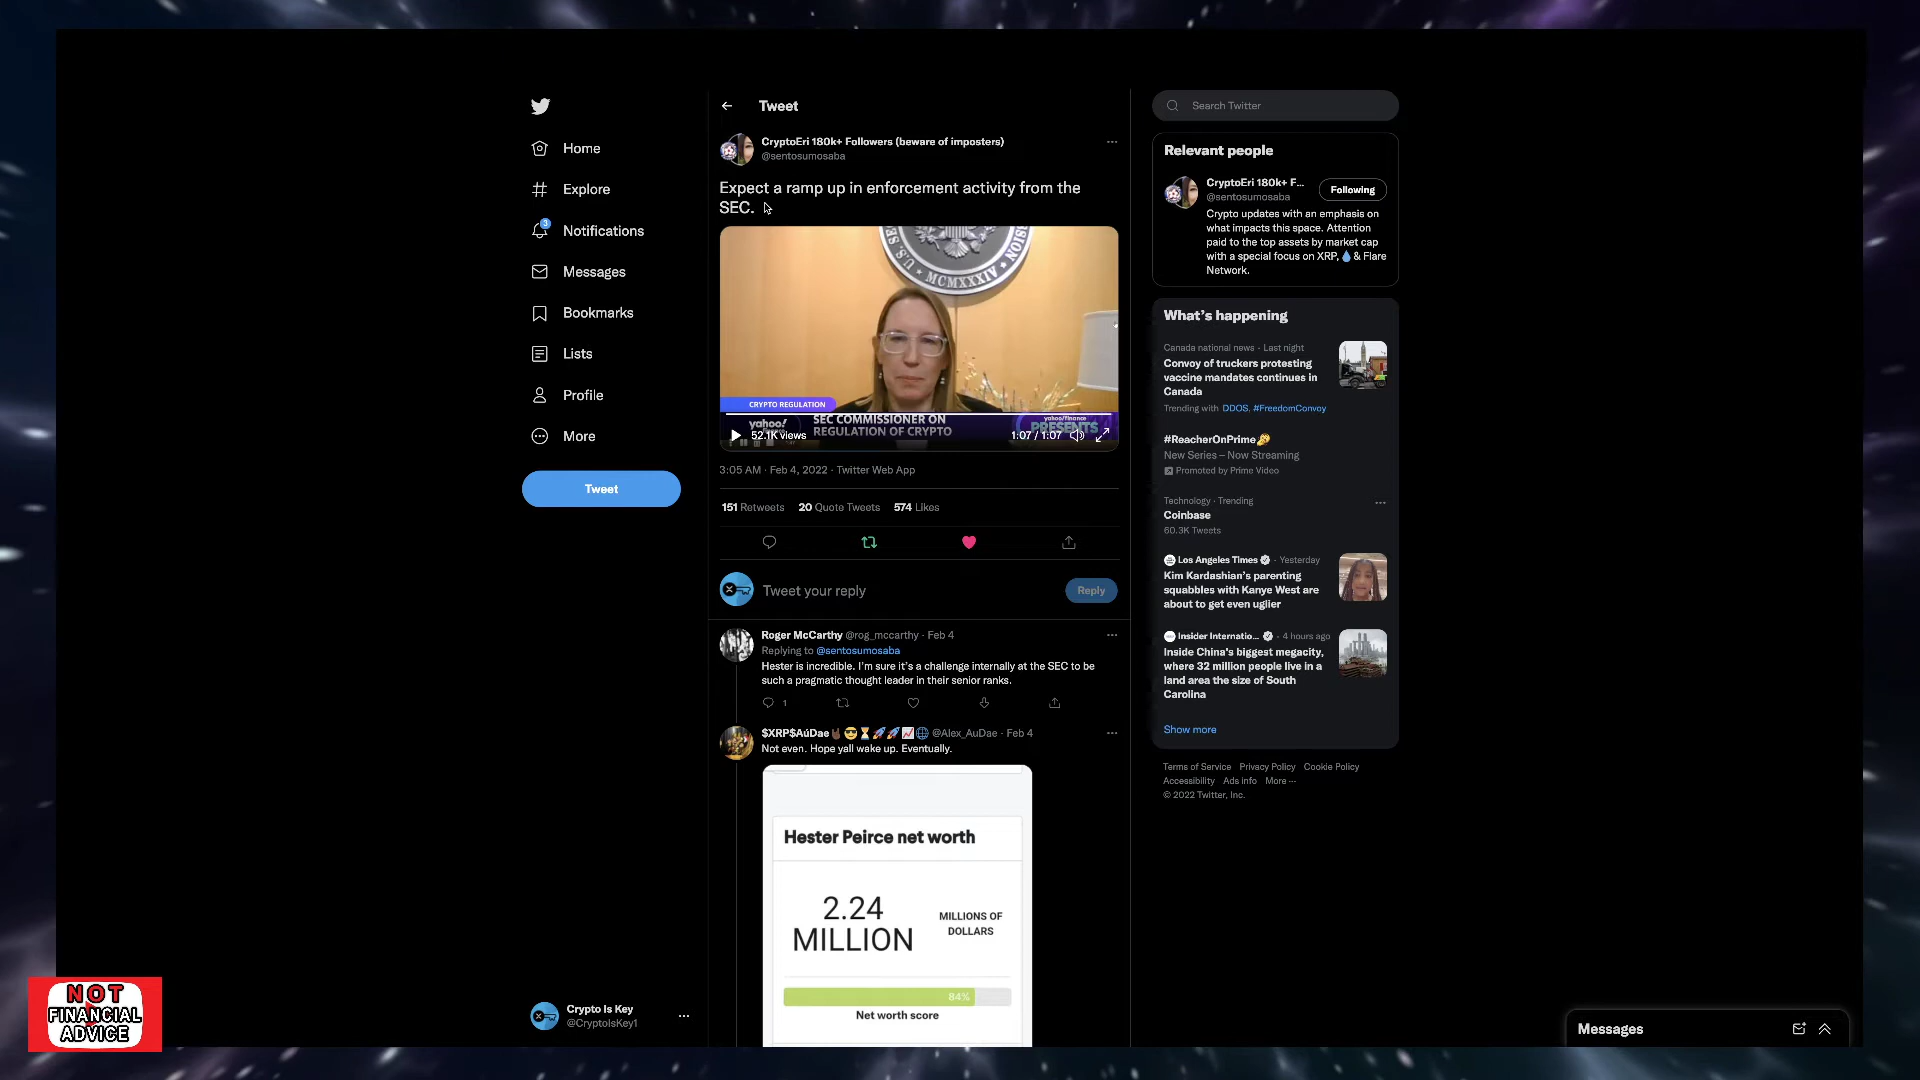 Home
Explore
3
Notifications
Messages
Bookmarks
Lists
Profile
More
Tweet
Crypto Is Key
@CryptoIsKey1
NOT
FINANCIAL
ADVICE
Tweet
CryptoEri 180k+ Followers (beware of imposters)
@sentosumosaba
Expect a ramp up in enforcement activity from the
SEC.
MCMXXXIV
CRYPTO REGULATION
yahoo!
SEC COMMISSIONER ON
REGULATION OF CRYPTO
yahoo/finance
PRESENTS
52.1K views
1:07 / 1:07
3:05 AM · Feb 4, 2022 · Twitter Web App
151 Retweets 20 Quote Tweets 574 Likes
Tweet your reply
Reply
Roger McCarthy @rog_mccarthy · Feb 4
Replying to @sentosumosaba
Hester is incredible. I'm sure it's a challenge internally at the SEC to be
such a pragmatic thought leader in their senior ranks.
1
$XRP$AúDae🤘🏿😎⏳🚀🚀📈🌐 @Alex_AuDae · Feb 4
Not even. Hope yall wake up. Eventually.
Hester Peirce net worth
2.24
MILLION
MILLIONS OF
DOLLARS
84%
Net worth score
Search Twitter
Relevant people
CryptoEri 180k+ F...
@sentosumosaba
Following
Crypto updates with an emphasis on
what impacts this space. Attention
paid to the top assets by market cap
with a special focus on XRP,💧& Flare
Network.
What's happening
Canada national news · Last night
Convoy of truckers protesting
vaccine mandates continues in
Canada
Trending with DDOS, #FreedomConvoy
#ReacherOnPrime
New Series – Now Streaming
Promoted by Prime Video
Technology · Trending
Coinbase
60.3K Tweets
Los Angeles Times · Yesterday
Kim Kardashian's parenting
squabbles with Kanye West are
about to get even uglier
Insider Internatio... · 4 hours ago
Inside China's biggest megacity,
where 32 million people live in a
land area the size of South
Carolina
Show more
Terms of Service Privacy Policy Cookie Policy
Accessibility Ads info More ···
© 2022 Twitter, Inc.
Messages